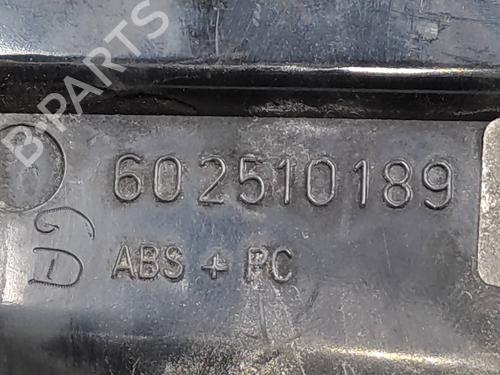 B-PARTS
602510189
D
ABS + PC